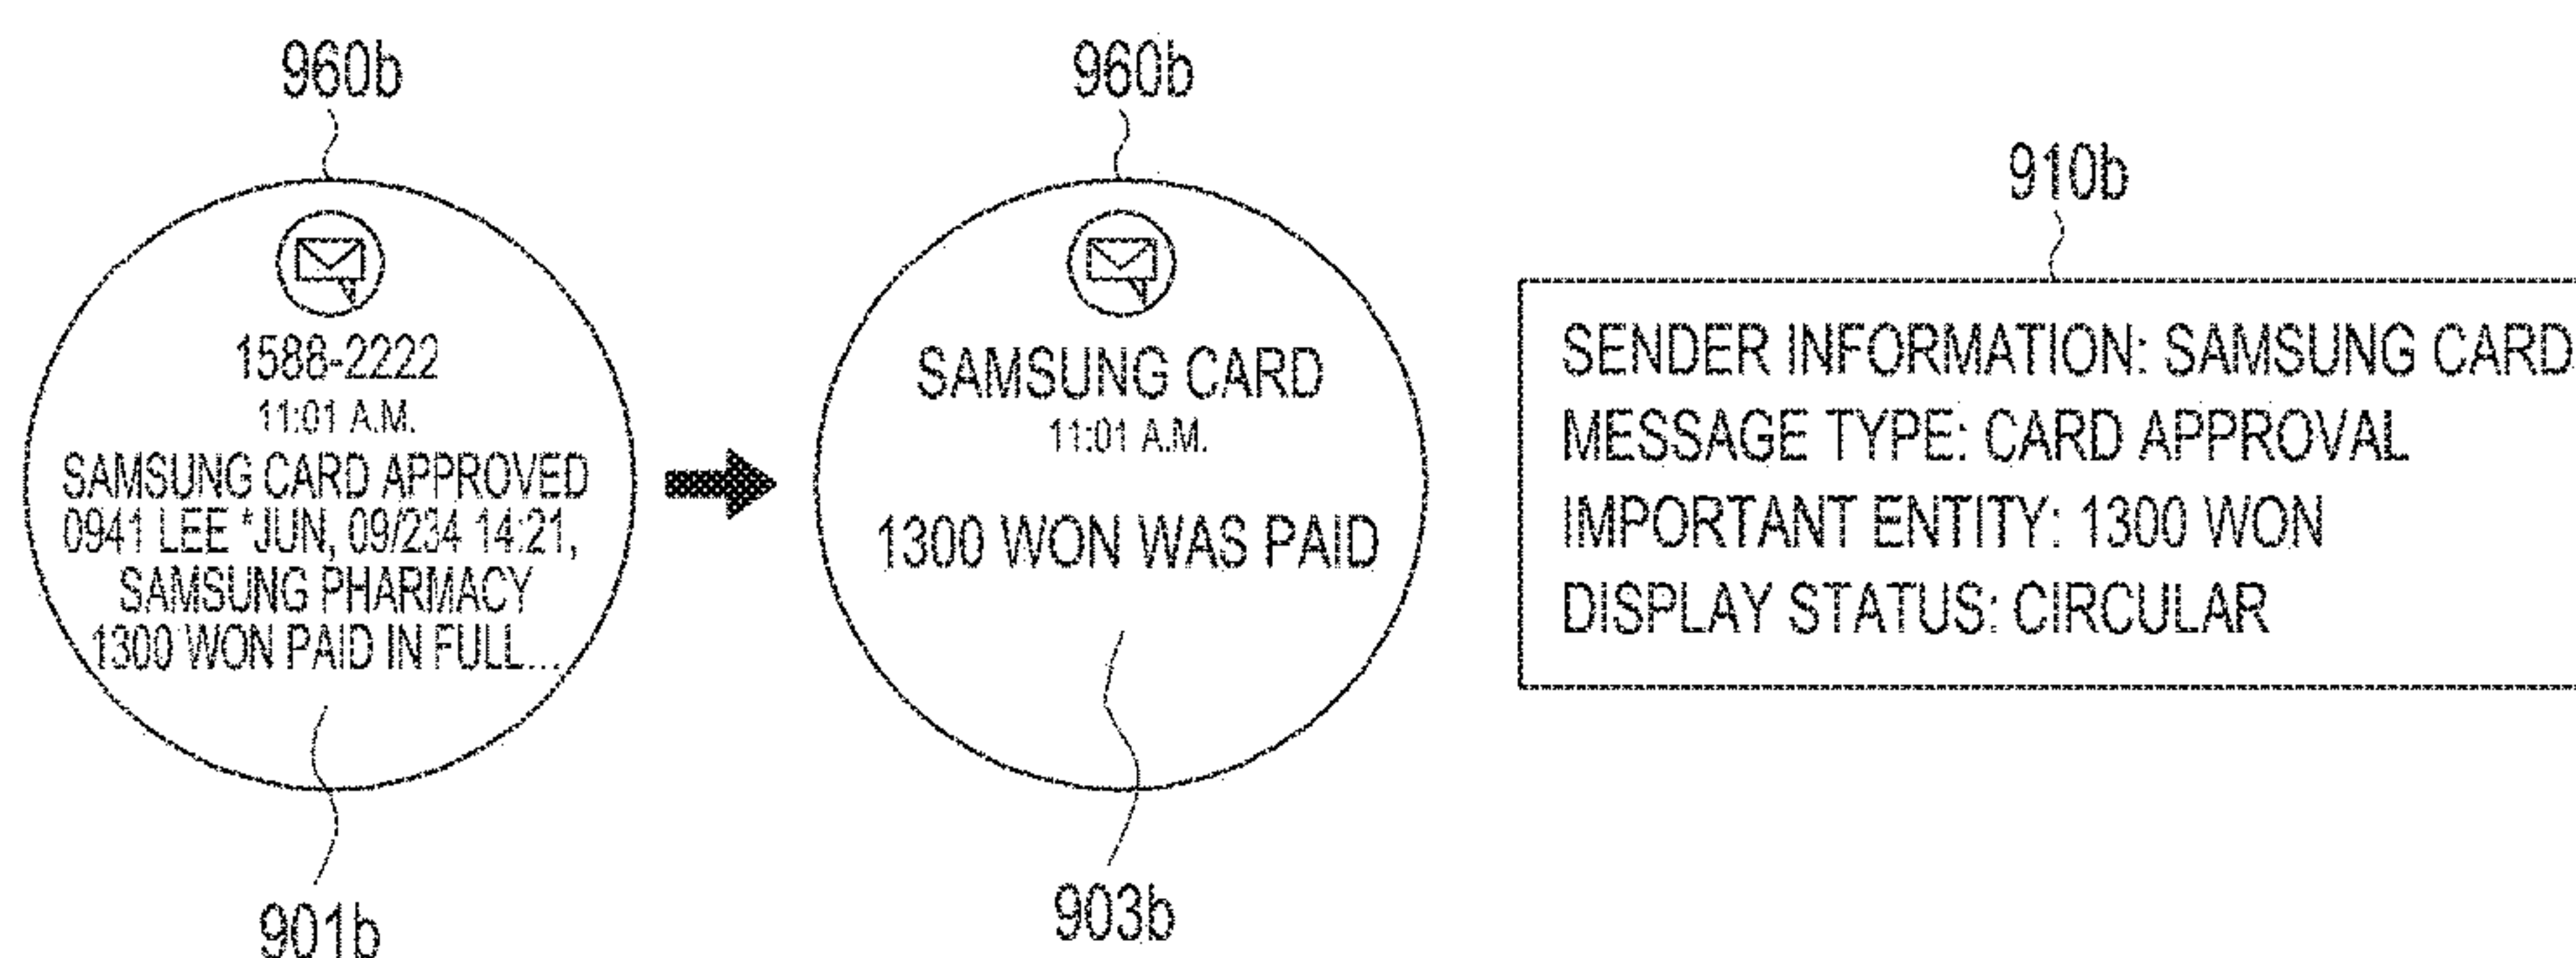 960b
1588-2222
11:01 A.M.
SAMSUNG CARD APPROVED
0941 LEE *JUN, 09/234 14:21,
SAMSUNG PHARMACY
1300 WON PAID IN FULL...
901b
960b
SAMSUNG CARD
11:01 A.M.
1300 WON WAS PAID
903b
910b
SENDER INFORMATION: SAMSUNG CARD
MESSAGE TYPE: CARD APPROVAL
IMPORTANT ENTITY: 1300 WON
DISPLAY STATUS: CIRCULAR